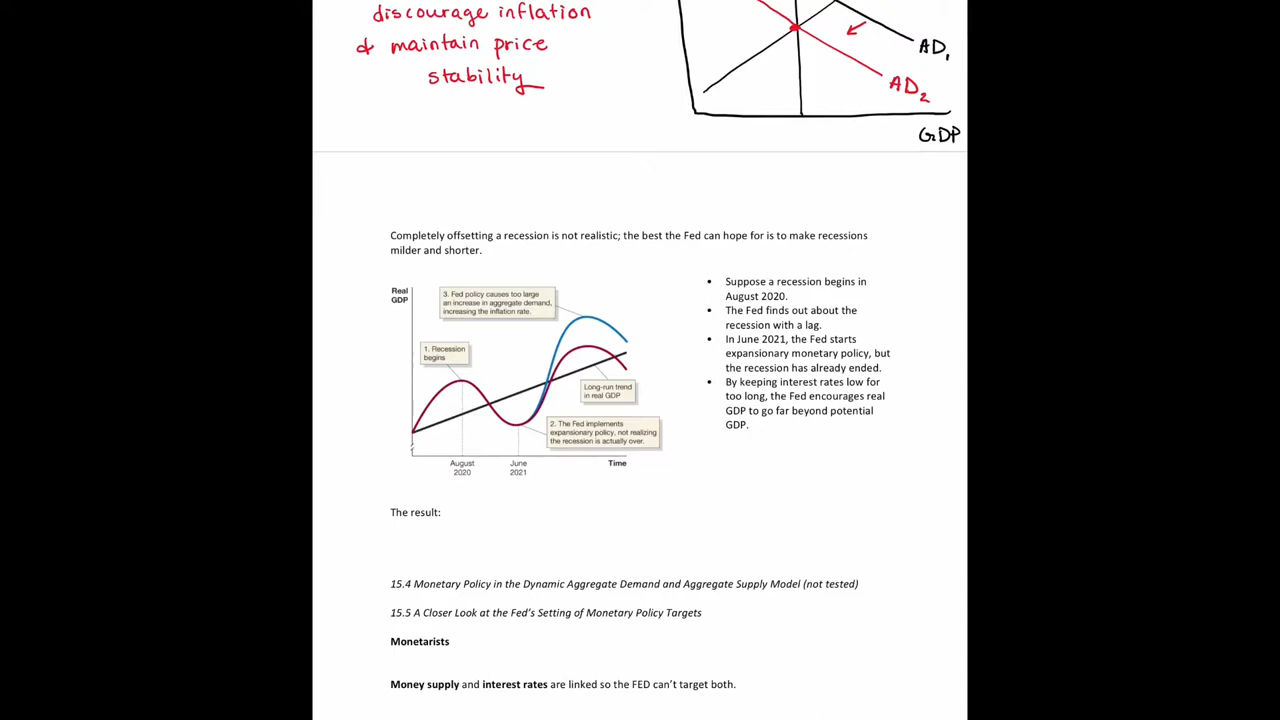 discourage inflation
& maintain price
stability
AD1
AD2
GDP
Completely offsetting a recession is not realistic; the best the Fed can hope for is to make recessions
milder and shorter.
Real
GDP
3. Fed policy causes too large
an increase in aggregate demand,
increasing the inflation rate.
1. Recession
begins
Long-run trend
in real GDP
2. The Fed implements
expansionary policy, not realizing
the recession is actually over.
August
2020
June
2021
Time
• Suppose a recession begins in
August 2020.
• The Fed finds out about the
recession with a lag.
• In June 2021, the Fed starts
expansionary monetary policy, but
the recession has already ended.
• By keeping interest rates low for
too long, the Fed encourages real
GDP to go far beyond potential
GDP.
The result:
15.4 Monetary Policy in the Dynamic Aggregate Demand and Aggregate Supply Model (not tested)
15.5 A Closer Look at the Fed's Setting of Monetary Policy Targets
Monetarists
Money supply and interest rates are linked so the FED can't target both.